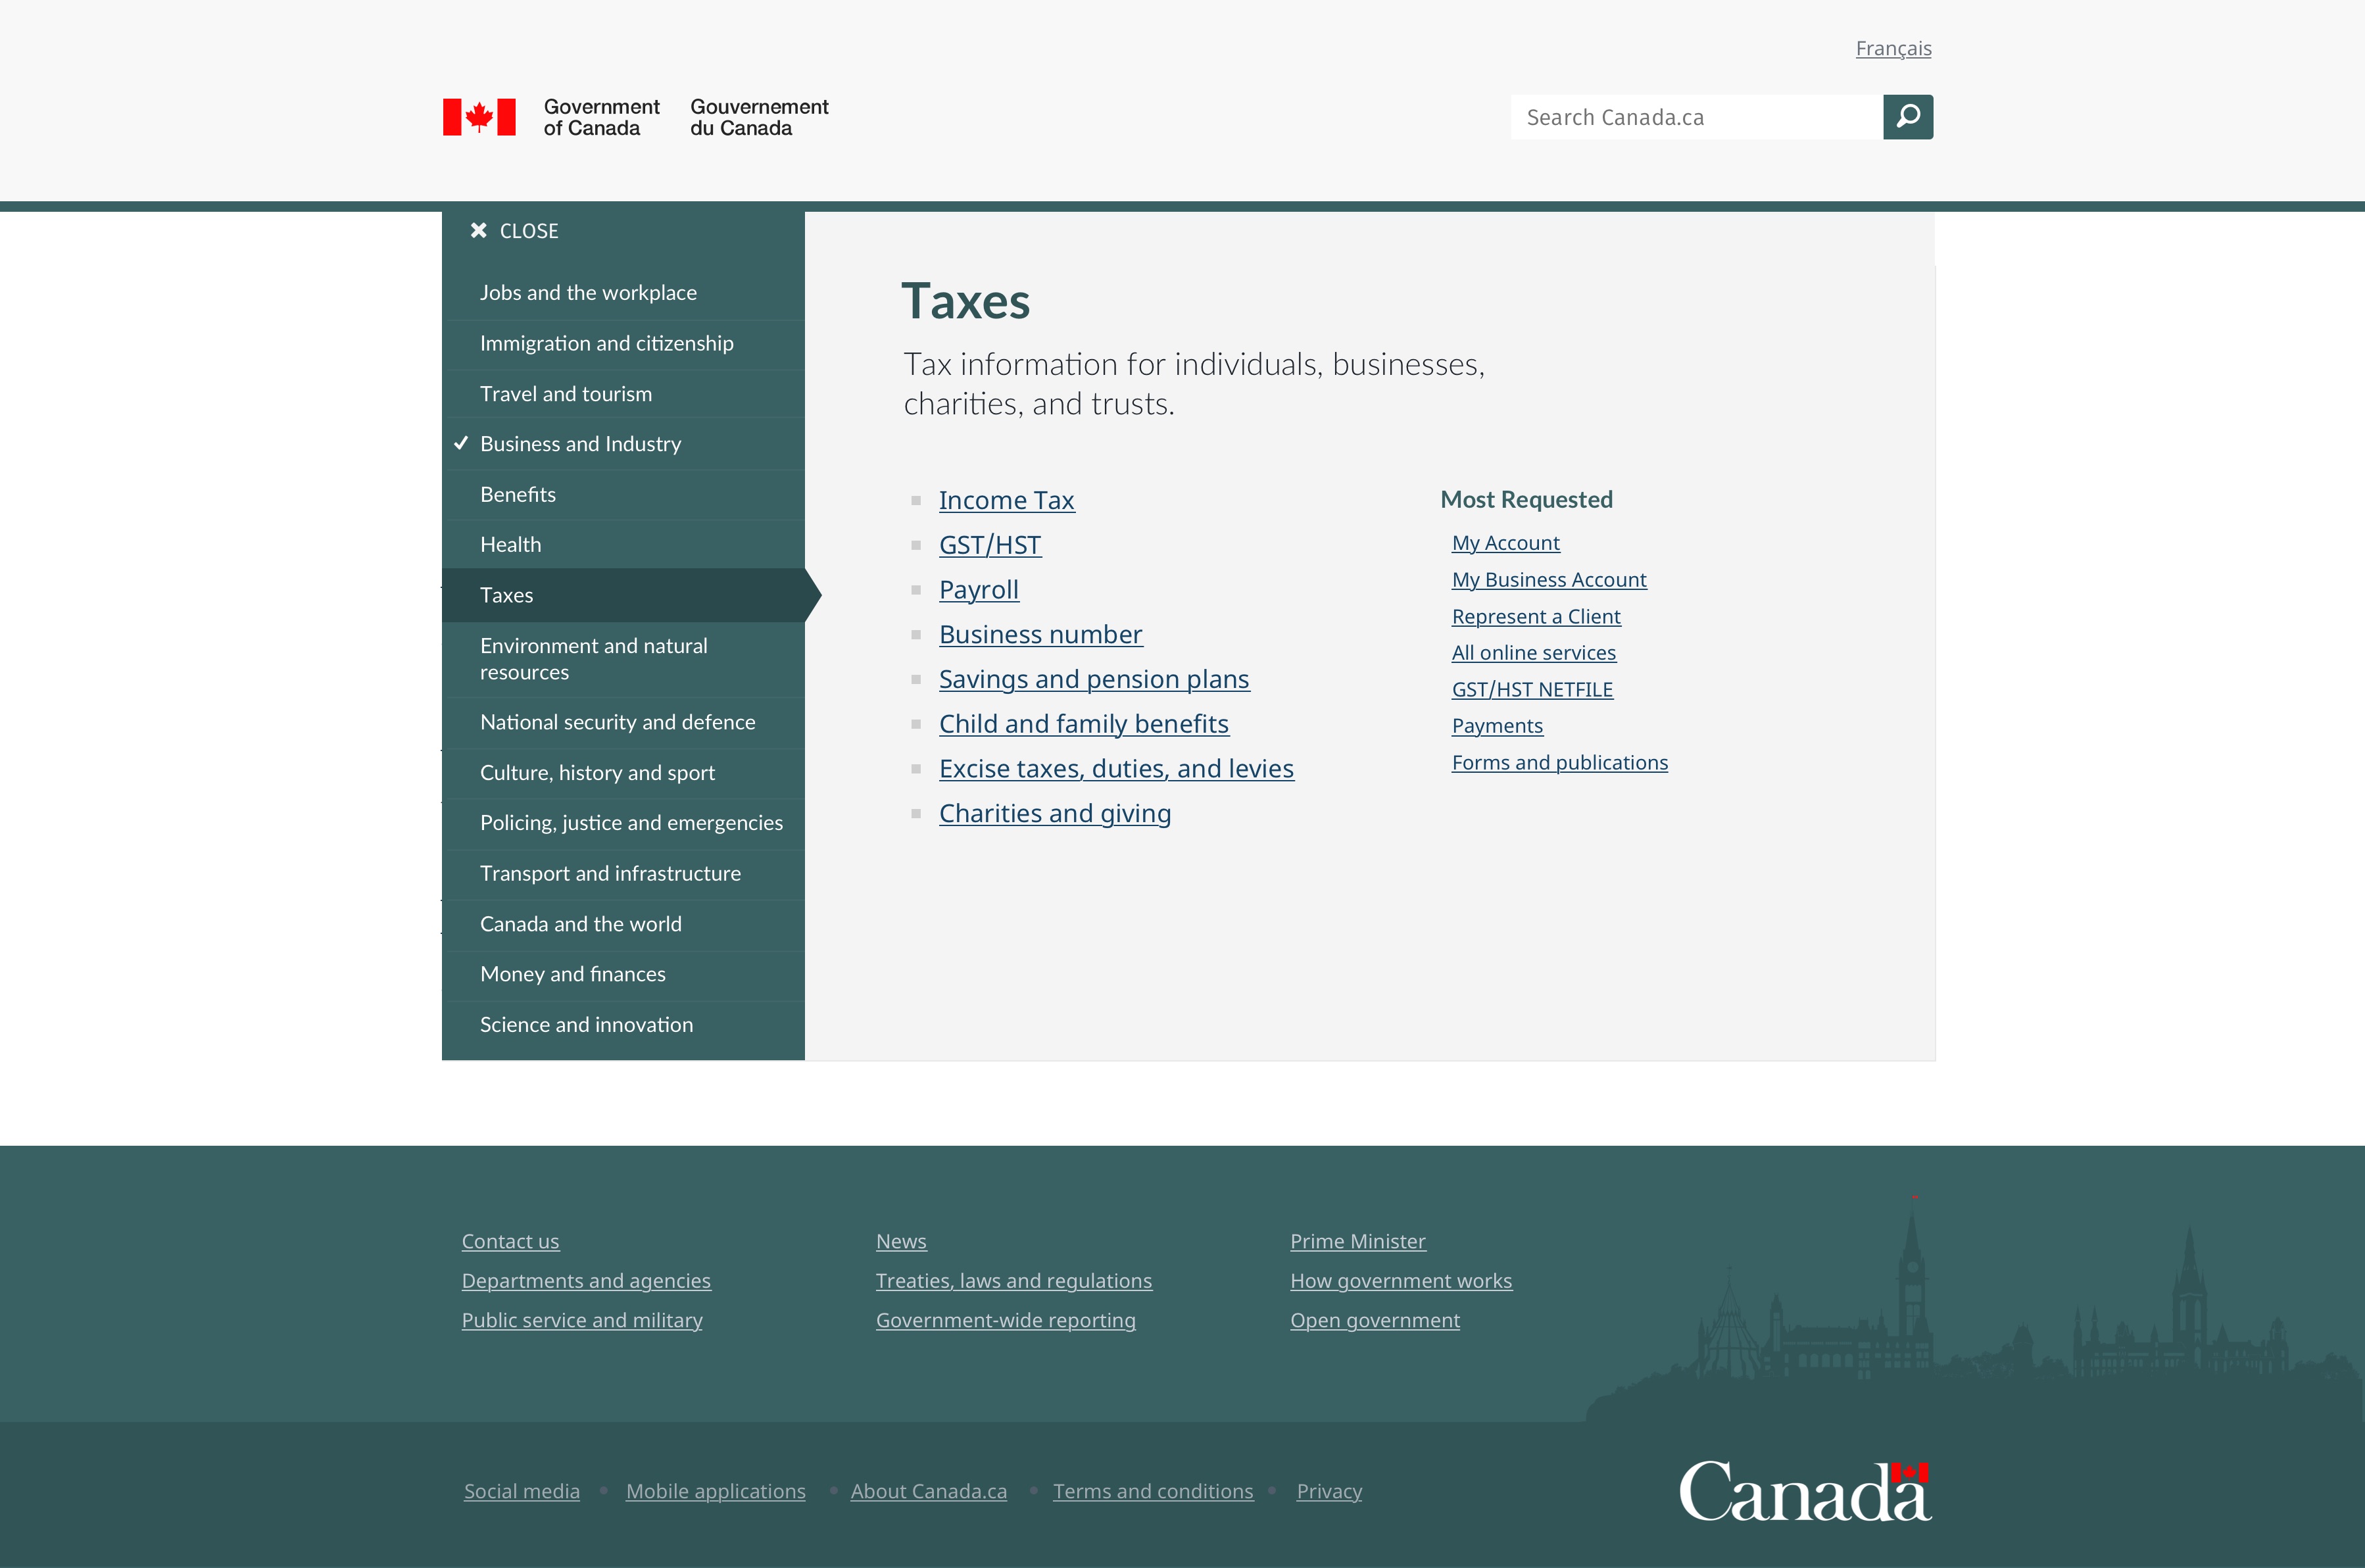 Français
Government of Canada
Gouvernement du Canada
Search Canada.ca
CLOSE
Jobs and the workplace
Immigration and citizenship
Travel and tourism
Business and Industry
Benefits
Health
Taxes
Environment and natural
resources
National security and defence
Culture, history and sport
Policing, justice and emergencies
Transport and infrastructure
Canada and the world
Money and finances
Science and innovation
Taxes
Tax information for individuals, businesses,
charities, and trusts.
Income Tax
GST/HST
Payroll
Business number
Savings and pension plans
Child and family benefits
Excise taxes, duties, and levies
Charities and giving
Most Requested
My Account
My Business Account
Represent a Client
All online services
GST/HST NETFILE
Payments
Forms and publications
Contact us
Departments and agencies
Public service and military
News
Treaties, laws and regulations
Government-wide reporting
Prime Minister
How government works
Open government
Social media • Mobile applications • About Canada.ca • Terms and conditions • Privacy
Canada